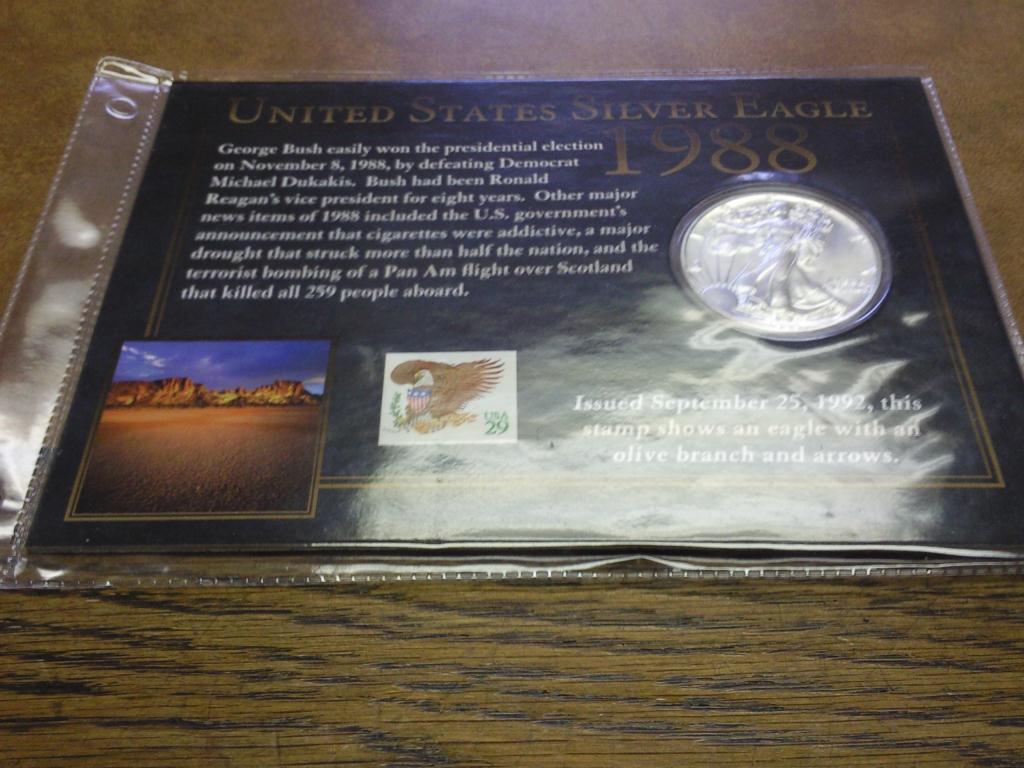 UNITED STATES SILVER EAGLE
1988
George Bush easily won the presidential election
on November 8, 1988, by defeating Democrat
Michael Dukakis. Bush had been Ronald
Reagan's vice president for eight years. Other major
news items of 1988 included the U.S. government's
announcement that cigarettes were addictive, a major
drought that struck more than half the nation, and the
terrorist bombing of a Pan Am flight over Scotland
that killed all 259 people aboard.
USA
29
Issued September 25, 1992, this
stamp shows an eagle with an
olive branch and arrows.